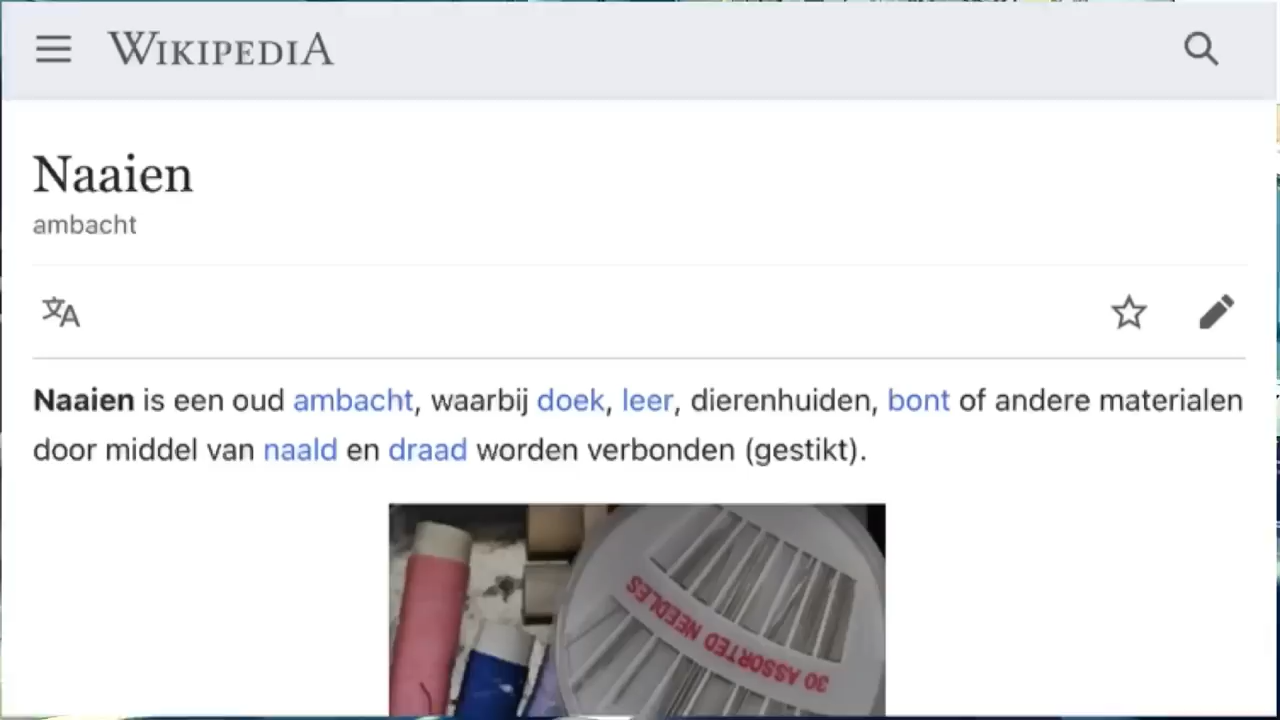 WIKIPEDIA
Naaien
ambacht
Naaien is een oud ambacht, waarbij doek, leer, dierenhuiden, bont of andere materialen
door middel van naald en draad worden verbonden (gestikt).
30 ASSORTED NEEDLES